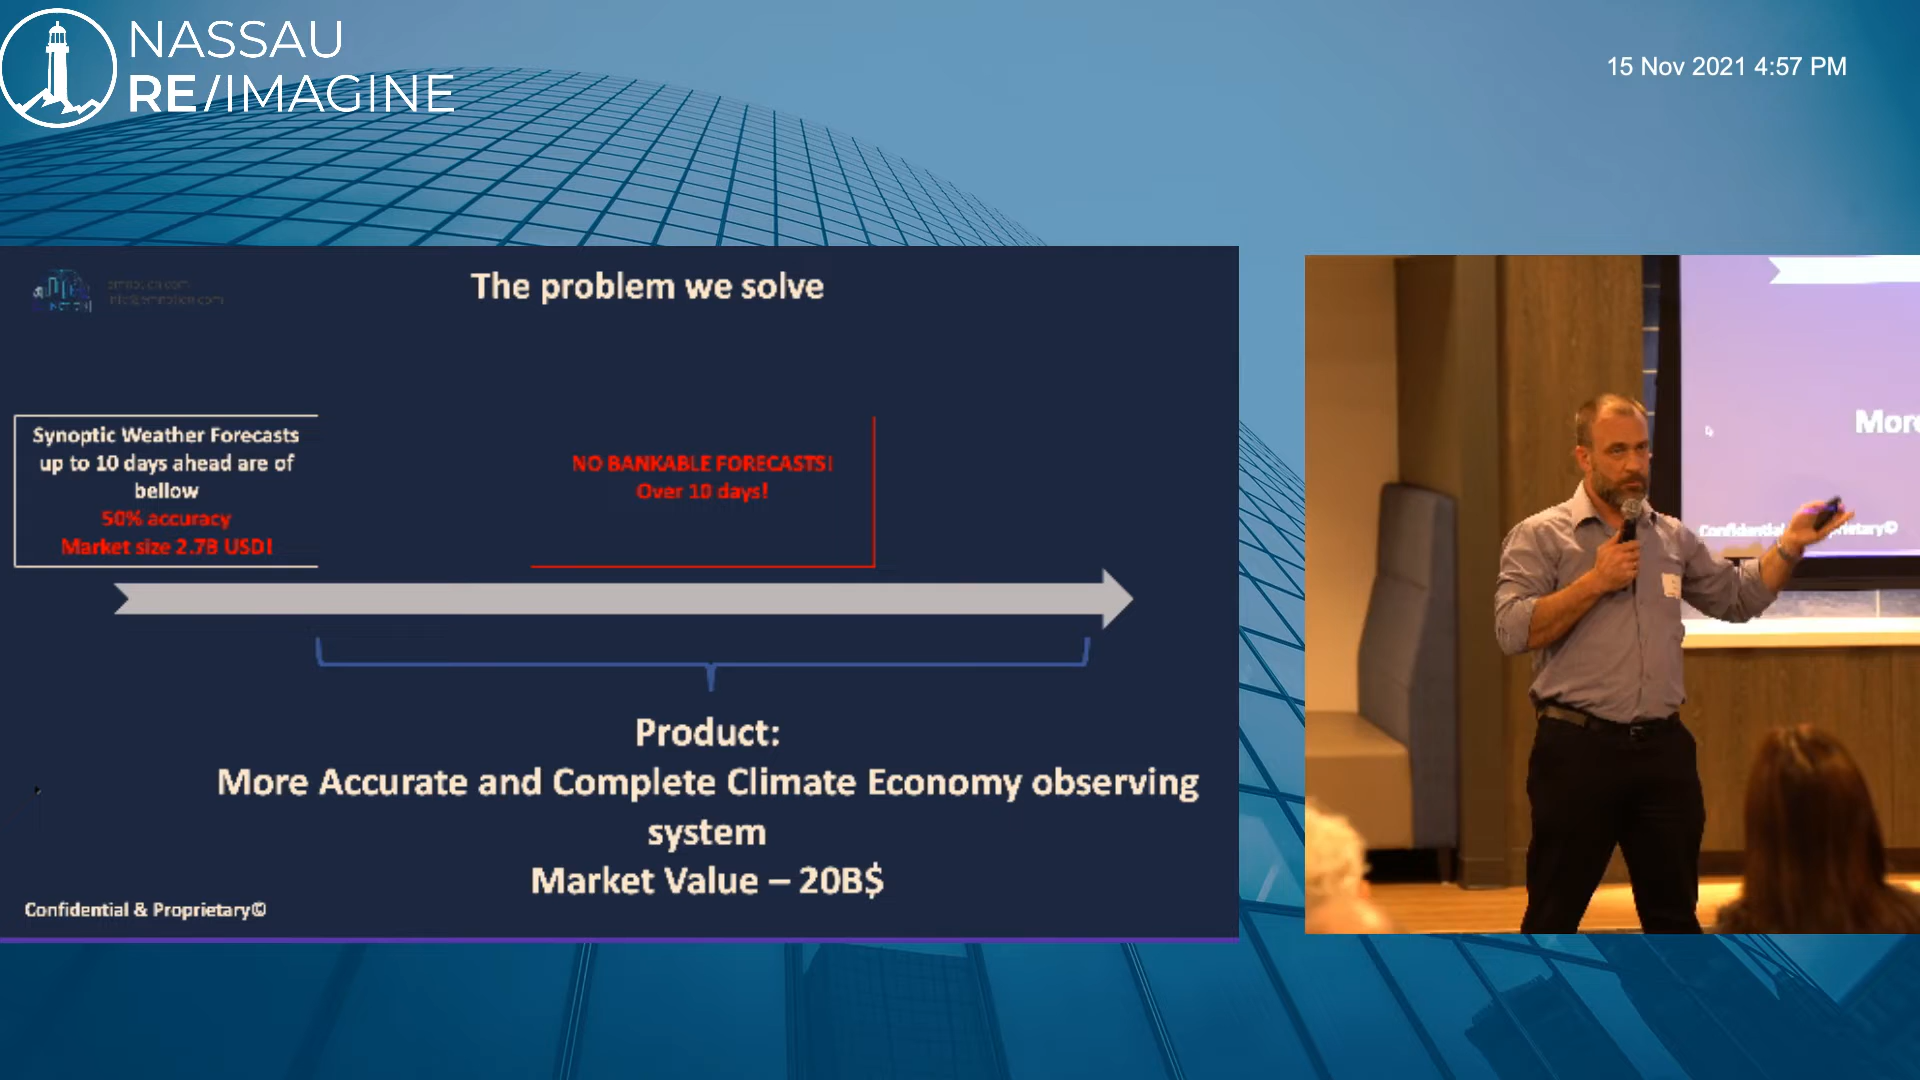 NASSAU
RE/IMAGINE
15 Nov 2021 4:57 PM
The problem we solve
Synoptic Weather Forecasts
up to 10 days ahead are of
bellow
50% accuracy
Market size 2.7B USD!
NO BANKABLE FORECASTS!
Over 10 days!
Product:
More Accurate and Complete Climate Economy observing
system
Market Value – 20B$
Confidential & Proprietary©
More
Confidential